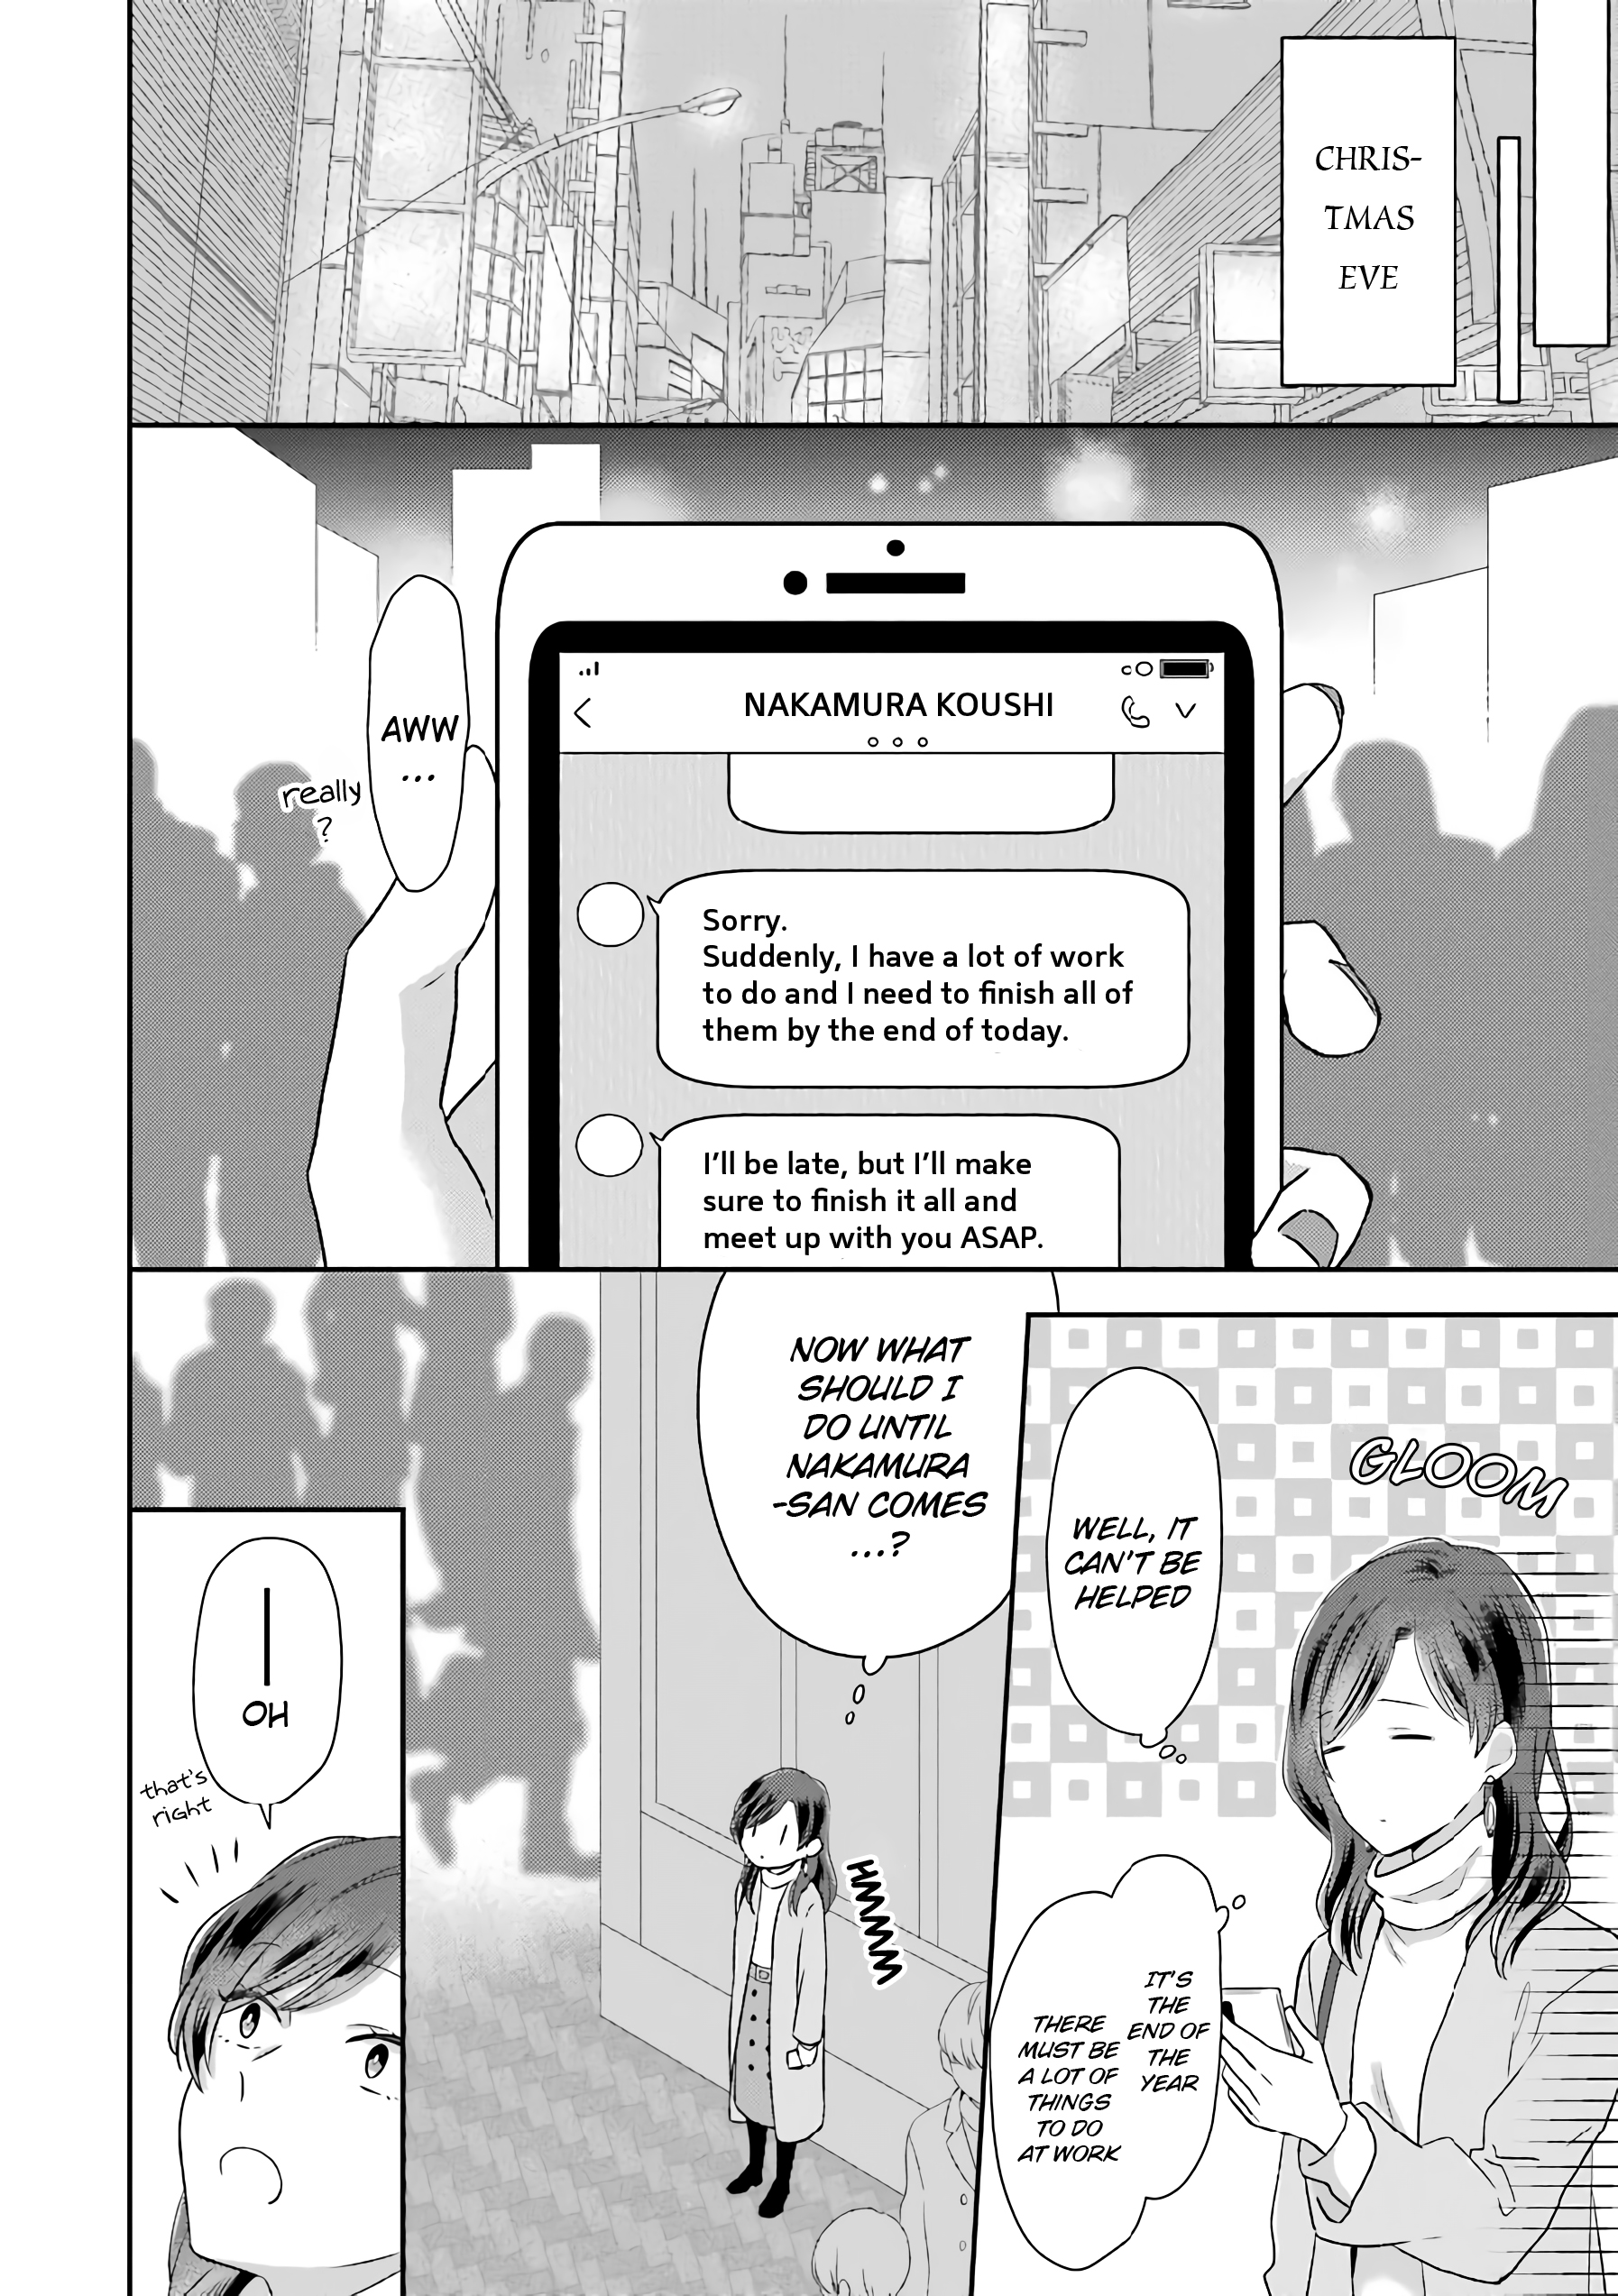 CHRIS-
TMAS
EVE
AWW
...
really
?
NAKAMURA KOUSHI
Sorry.
Suddenly, I have a lot of work
to do and I need to finish all of
them by the end of today.
I'll be late, but I'll make
sure to finish it all and
meet up with you ASAP.
GLOOM
WELL, IT
CAN'T BE
HELPED
IT'S
THE
END OF
THE
YEAR
THERE
MUST BE
A LOT OF
THINGS
TO DO
AT WORK
NOW WHAT
SHOULD I
DO UNTIL
NAKAMURA
-SAN COMES
...?
HMMMM
OH
that's
right